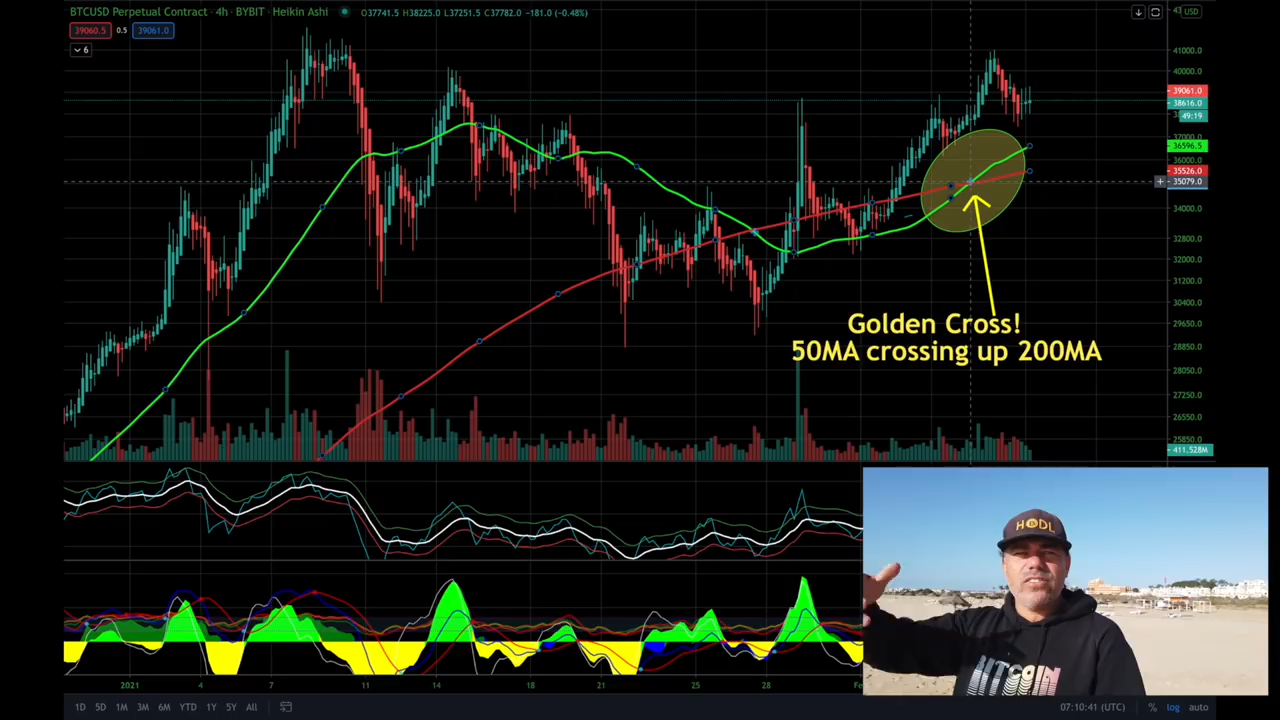 BTCUSD Perpetual Contract · 4h · BYBIT · Heikin Ashi
O37741.5 H38225.0 L37251.5 C37782.0 −181.0 (−0.48%)
USD
39060.5 0.5 39061.0
6
41000.0
40000.0
39061.0
38616.0
49:19
37000.0
36596.5
36000.0
35526.0
35079.0
34000.0
32800.0
32000.0
31200.0
30400.0
29650.0
28850.0
28050.0
27250.0
26550.0
25850.0
411.528M
Golden Cross!
50MA crossing up 200MA
HODL
BITCOIN
2021 4 7 11 14 18 21 25 28
1D 5D 1M 3M 6M YTD 1Y 5Y All
07:10:41 (UTC) % log auto